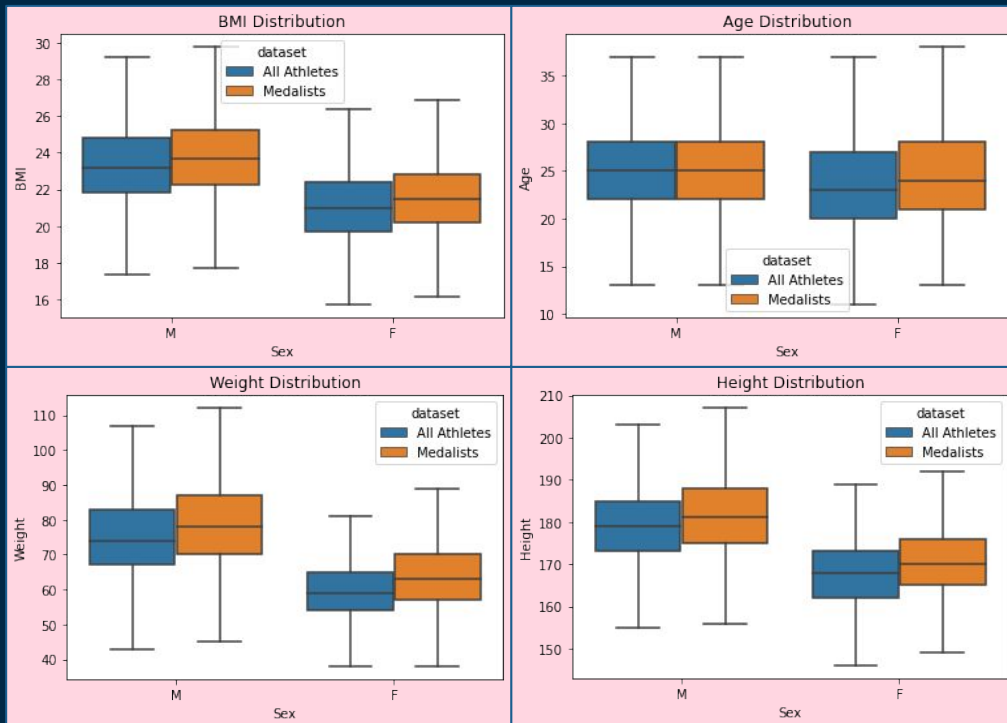 BMI Distribution
30
28
26
24
22
20
18
16
BMI
dataset
All Athletes
Medalists
M
F
Sex
Age Distribution
35
30
25
20
15
10
Age
dataset
All Athletes
Medalists
M
F
Sex
Weight Distribution
110
100
90
80
70
60
50
40
Weight
dataset
All Athletes
Medalists
M
F
Sex
Height Distribution
210
200
190
180
170
160
150
Height
dataset
All Athletes
Medalists
M
F
Sex